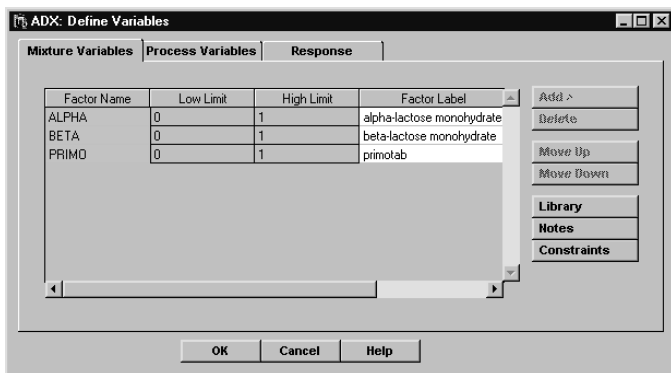 ADX: Define Variables
Mixture Variables Process Variables Response
Factor Name Low Limit High Limit Factor Label
ALPHA 0 1 alpha-lactose monohydrate
BETA 0 1 beta-lactose monohydrate
PRIMO 0 1 primotab
Add >
Delete
Move Up
Move Down
Library
Notes
Constraints
OK Cancel Help